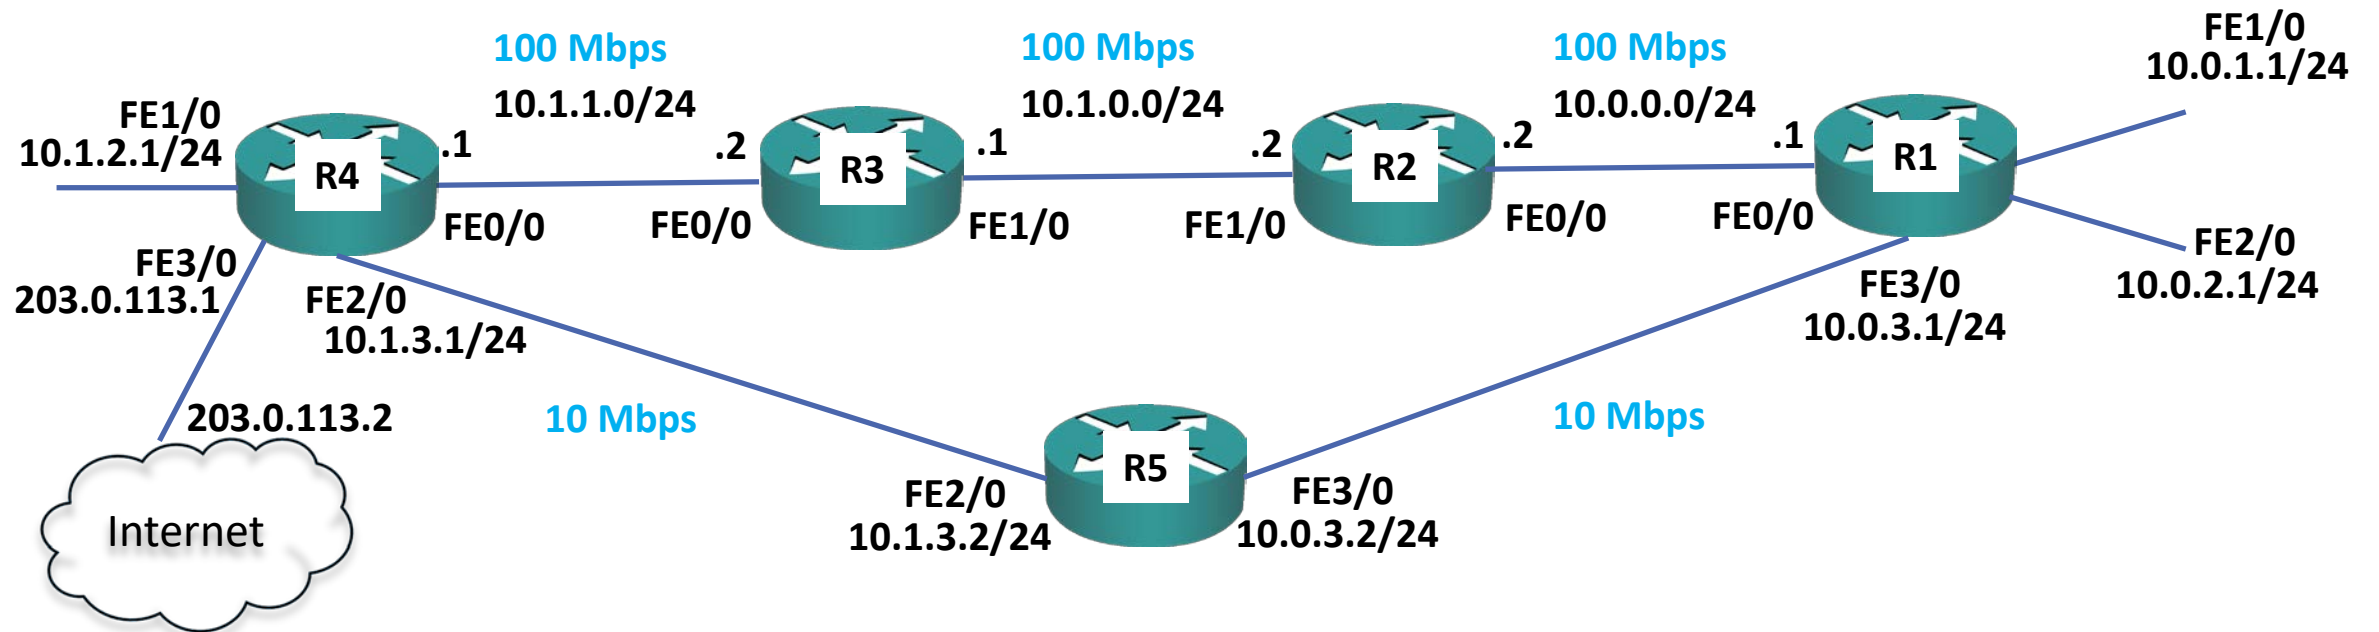 100 Mbps
10.1.1.0/24
100 Mbps
10.1.0.0/24
100 Mbps
10.0.0.0/24
FE1/0
10.0.1.1/24
FE1/0
10.1.2.1/24
R4
.1
FE0/0
.2
FE0/0
R3
.1
FE1/0
.2
FE1/0
R2
.2
FE0/0
.1
FE0/0
R1
FE2/0
10.0.2.1/24
FE3/0
203.0.113.1
FE2/0
10.1.3.1/24
FE3/0
10.0.3.1/24
203.0.113.2
10 Mbps
10 Mbps
R5
FE2/0
10.1.3.2/24
FE3/0
10.0.3.2/24
Internet